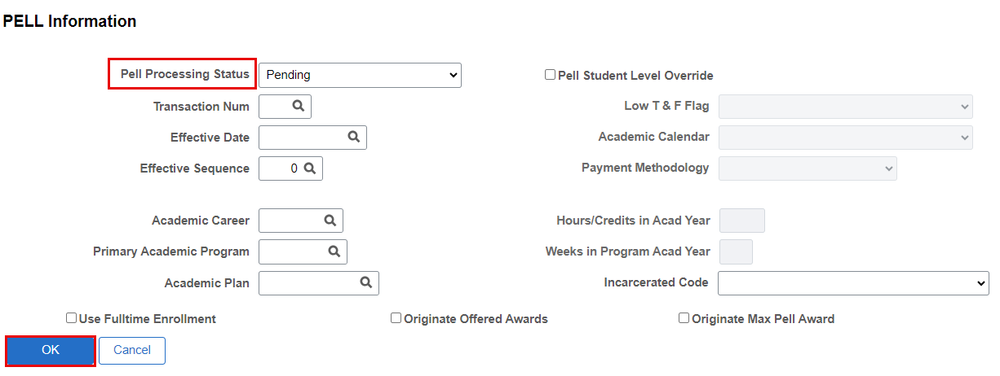 PELL Information
Pell Processing Status Pending Pell Student Level Override
Transaction Num Low T & F Flag
Effective Date Academic Calendar
Effective Sequence 0 Payment Methodology
Academic Career Hours/Credits in Acad Year
Primary Academic Program Weeks in Program Acad Year
Academic Plan Incarcerated Code
Use Fulltime Enrollment Originate Offered Awards Originate Max Pell Award
OK Cancel